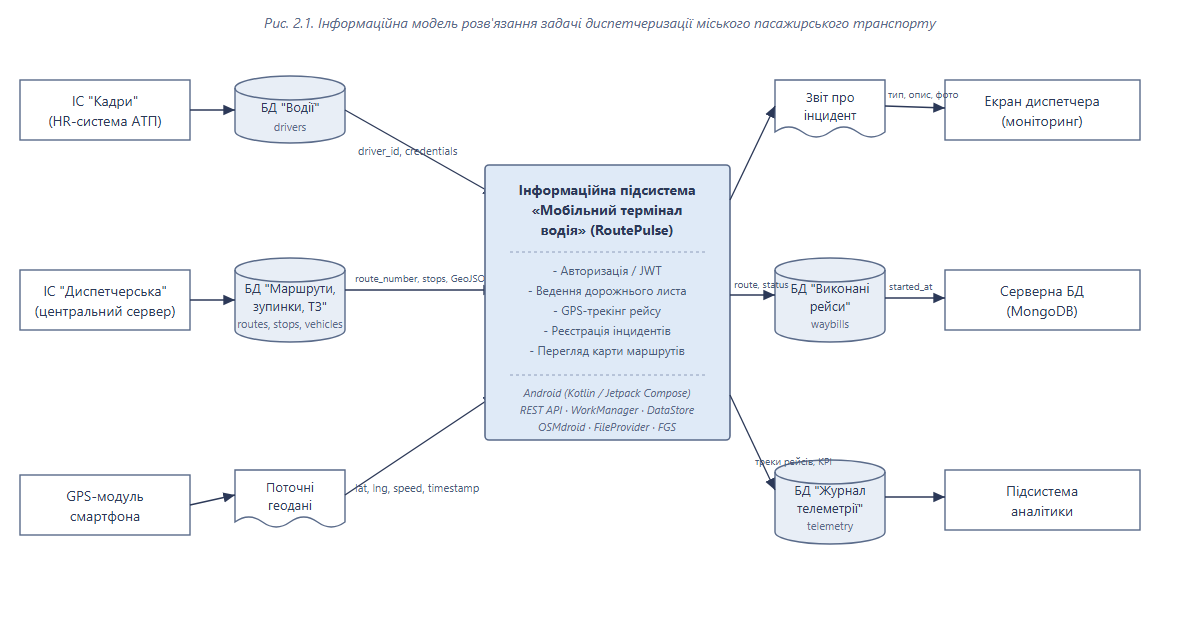 Рис. 2.1. Інформаційна модель розв'язання задачі диспетчеризації міського пасажирського транспорту
ІС "Кадри"
(HR-система АТП)
БД "Водії"
drivers
driver_id, credentials
ІС "Диспетчерська"
(центральний сервер)
БД "Маршрути,
зупинки, ТЗ"
routes, stops, vehicles
route_number, stops, GeoJSO
GPS-модуль
смартфона
Поточні
геодані
lat, lng, speed, timestamp
Інформаційна підсистема
«Мобільний термінал
водія» (RoutePulse)
- Авторизація / JWT
- Ведення дорожнього листа
- GPS-трекінг рейсу
- Реєстрація інцидентів
- Перегляд карти маршрутів
Android (Kotlin / Jetpack Compose)
REST API · WorkManager · DataStore
OSMdroid · FileProvider · FGS
Звіт про
інцидент
тип, опис, фото
Екран диспетчера
(моніторинг)
route, status
БД "Виконані
рейси"
waybills
started_at
Серверна БД
(MongoDB)
треки рейсів, KPI
БД "Журнал
телеметрії"
telemetry
Підсистема
аналітики